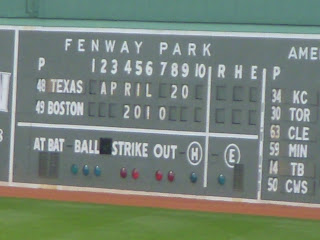 FENWAY PARK
AME
P 1 2 3 4 5 6 7 8 9 10 R H E P
48 TEXAS APRIL 20
49 BOSTON 2010
34 KC
30 TOR
63 CLE
59 MIN
14 TB
50 CWS
AT BAT - BALL STRIKE OUT - H - E